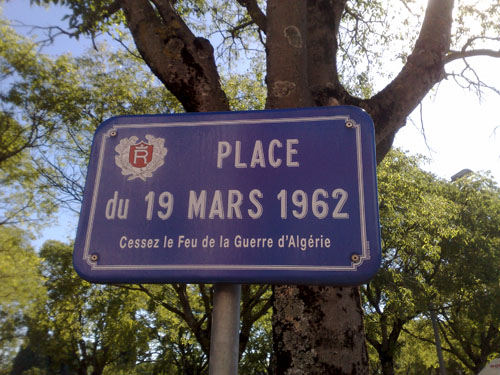 R
PLACE
du 19 MARS 1962
Cessez le Feu de la Guerre d'Algérie